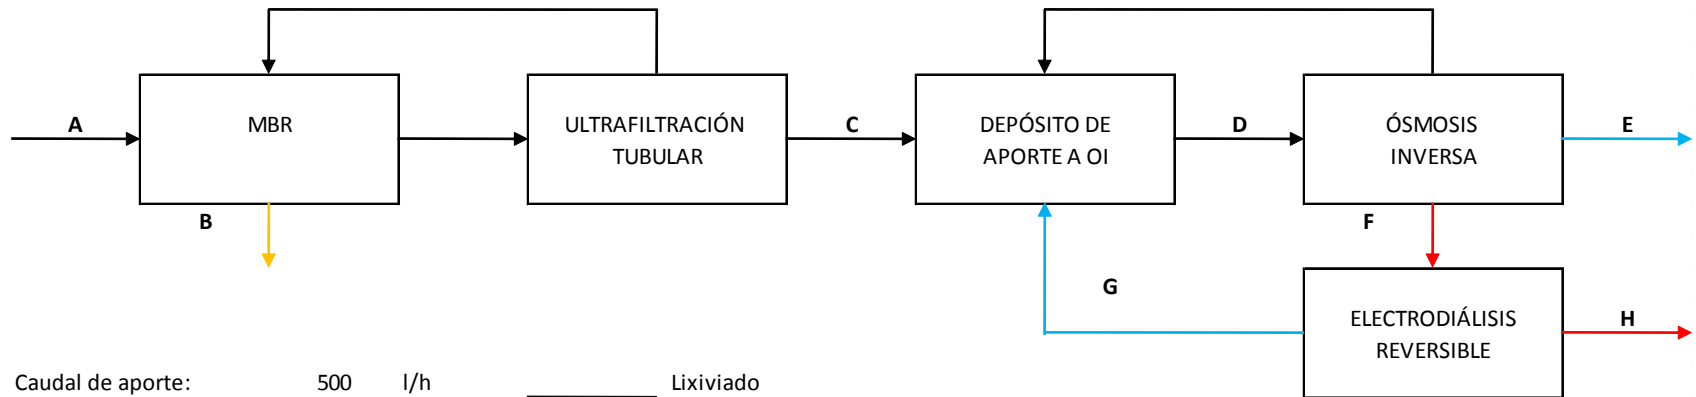 A
MBR
ULTRAFILTRACIÓN
TUBULAR
C
DEPÓSITO DE
APORTE A OI
D
ÓSMOSIS
INVERSA
E
B
F
G
ELECTRODIÁLISIS
REVERSIBLE
H
Caudal de aporte: 500 l/h
Lixiviado